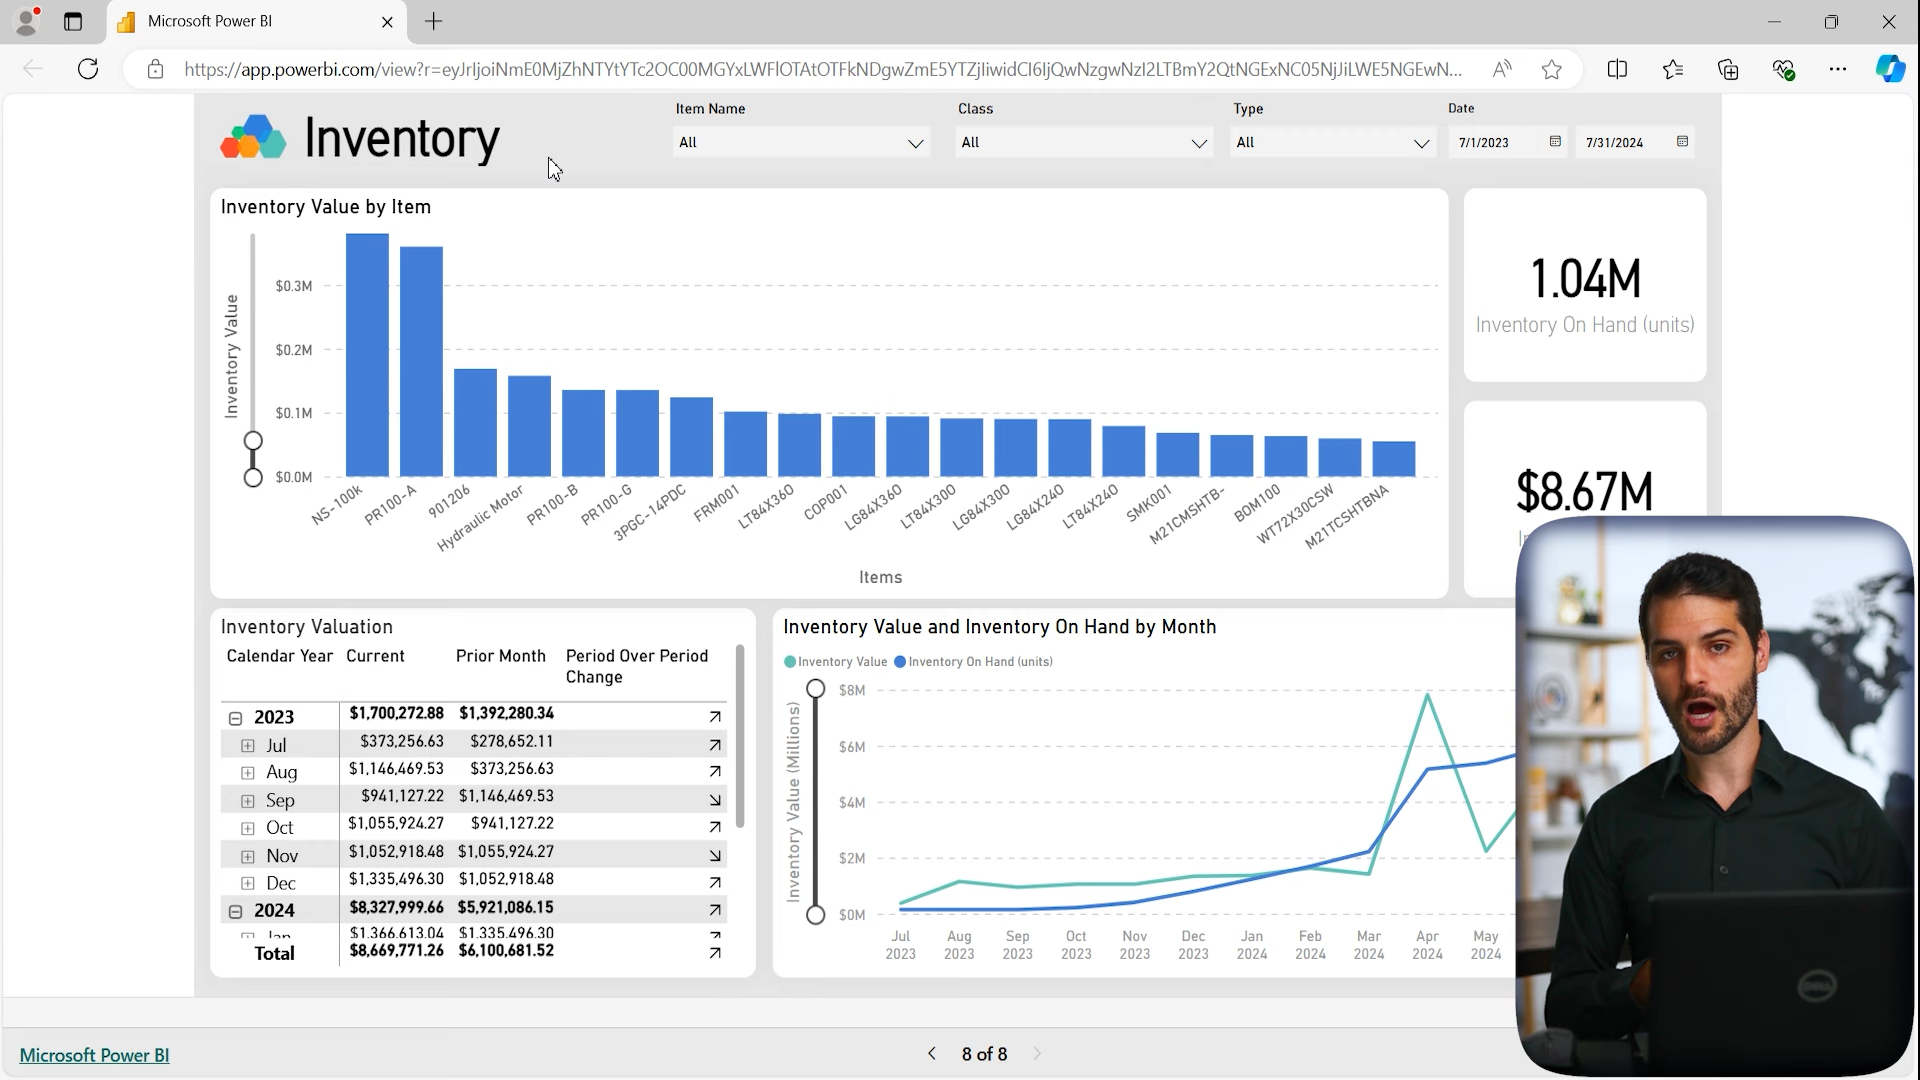 Microsoft Power BI
https://app.powerbi.com/view?r=eyJrIjoiNmE0MjZhNTYtYTc2OC00MGYxLWFlOTAtOTFkNDgwZmE5YTZjIiwidCI6IjQwNzgwNzI2LTBmY2QtNGExNC05NjJiLWE5NGEwN...
Inventory
Item Name
All
Class
All
Type
All
Date
7/1/2023
7/31/2024
Inventory Value by Item
Inventory Value
$0.3M
$0.2M
$0.1M
$0.0M
NS-100k
PR100-A
901206
Hydraulic Motor
PR100-B
PR100-G
3PGC-14PDC
FRM001
LT84X36O
COP001
LG84X36O
LT84X30O
LG84X30O
LG84X24O
LT84X24O
SMK001
M21CMSHTB-
BOM100
WT72X30CSW
M21TCSHTBNA
Items
1.04M
Inventory On Hand (units)
$8.67M
Inventory Valuation
Calendar Year Current Prior Month Period Over Period
Change
2023 $1,700,272.88 $1,392,280.34
Jul $373,256.63 $278,652.11
Aug $1,146,469.53 $373,256.63
Sep $941,127.22 $1,146,469.53
Oct $1,055,924.27 $941,127.22
Nov $1,052,918.48 $1,055,924.27
Dec $1,335,496.30 $1,052,918.48
2024 $8,327,999.66 $5,921,086.15
Jan $1,366,613.04 $1,335,496.30
Total $8,669,771.26 $6,100,681.52
Inventory Value and Inventory On Hand by Month
Inventory Value Inventory On Hand (units)
Inventory Value (Millions)
$8M
$6M
$4M
$2M
$0M
Jul Aug Sep Oct Nov Dec Jan Feb Mar Apr May
2023 2023 2023 2023 2023 2023 2024 2024 2024 2024 2024
Microsoft Power BI
8 of 8
DELL